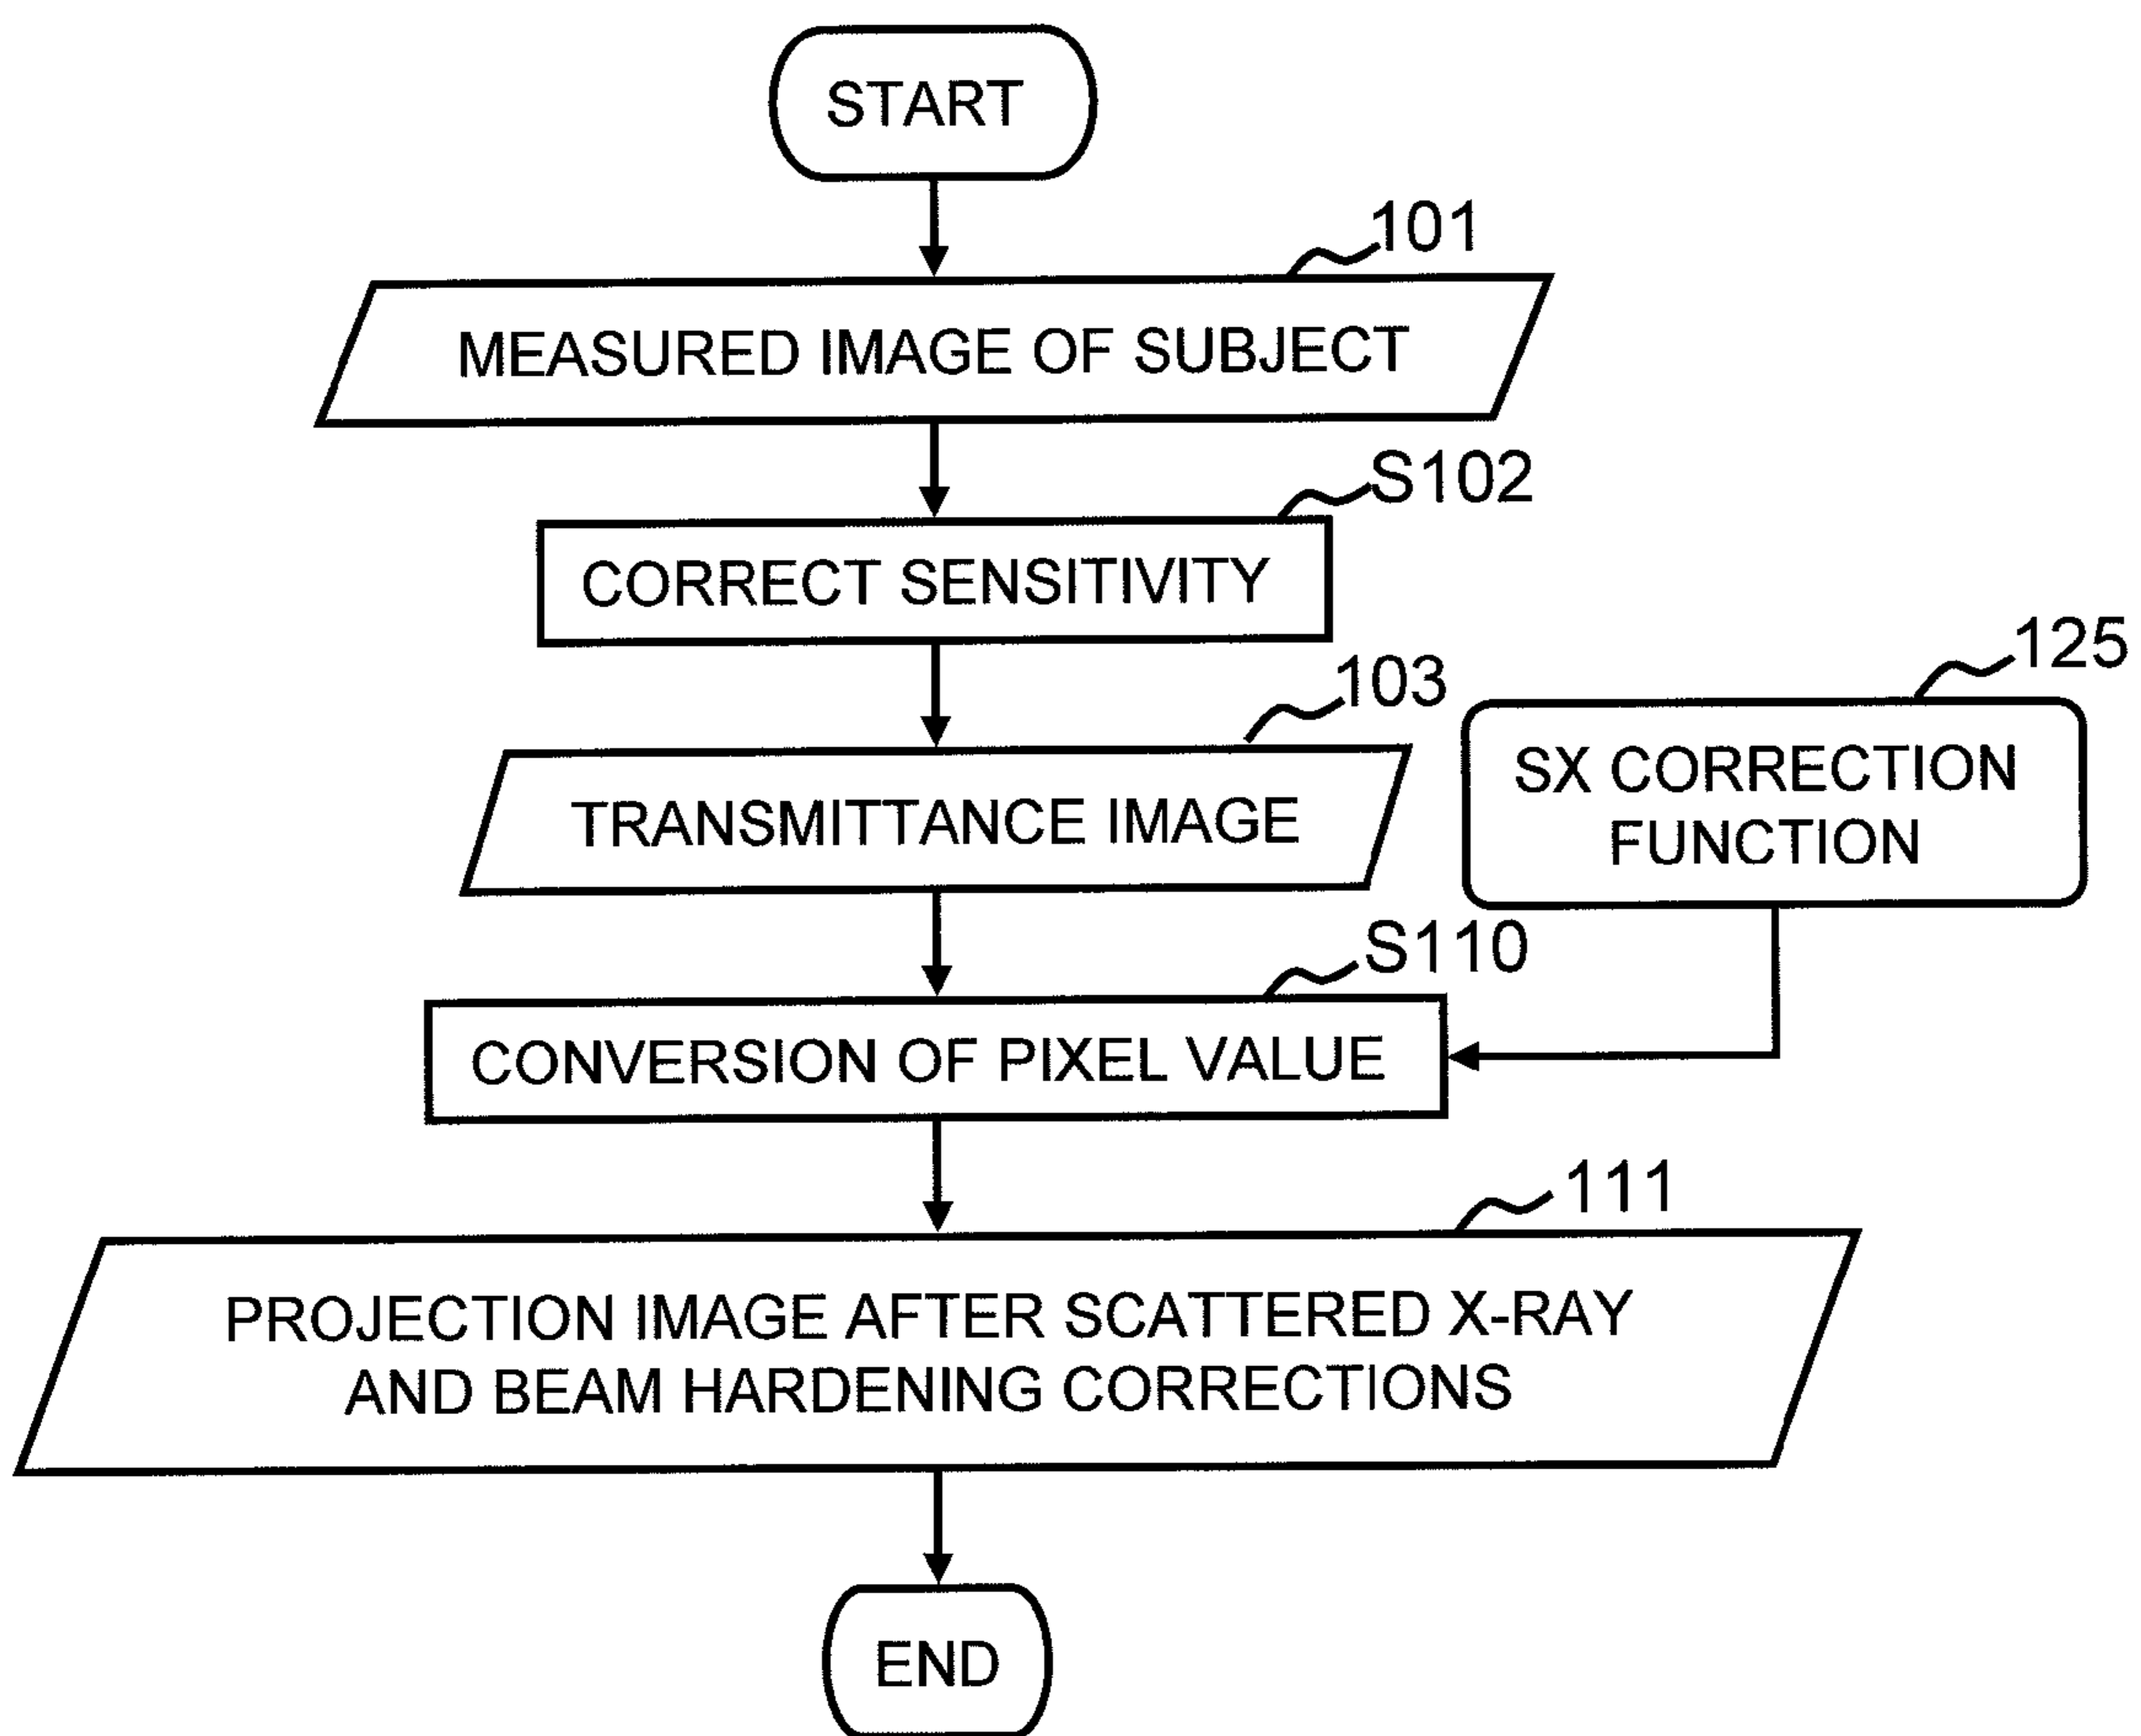 START
101
MEASURED IMAGE OF SUBJECT
S102
CORRECT SENSITIVITY
103
TRANSMITTANCE IMAGE
125
SX CORRECTION
FUNCTION
S110
CONVERSION OF PIXEL VALUE
111
PROJECTION IMAGE AFTER SCATTERED X-RAY
AND BEAM HARDENING CORRECTIONS
END